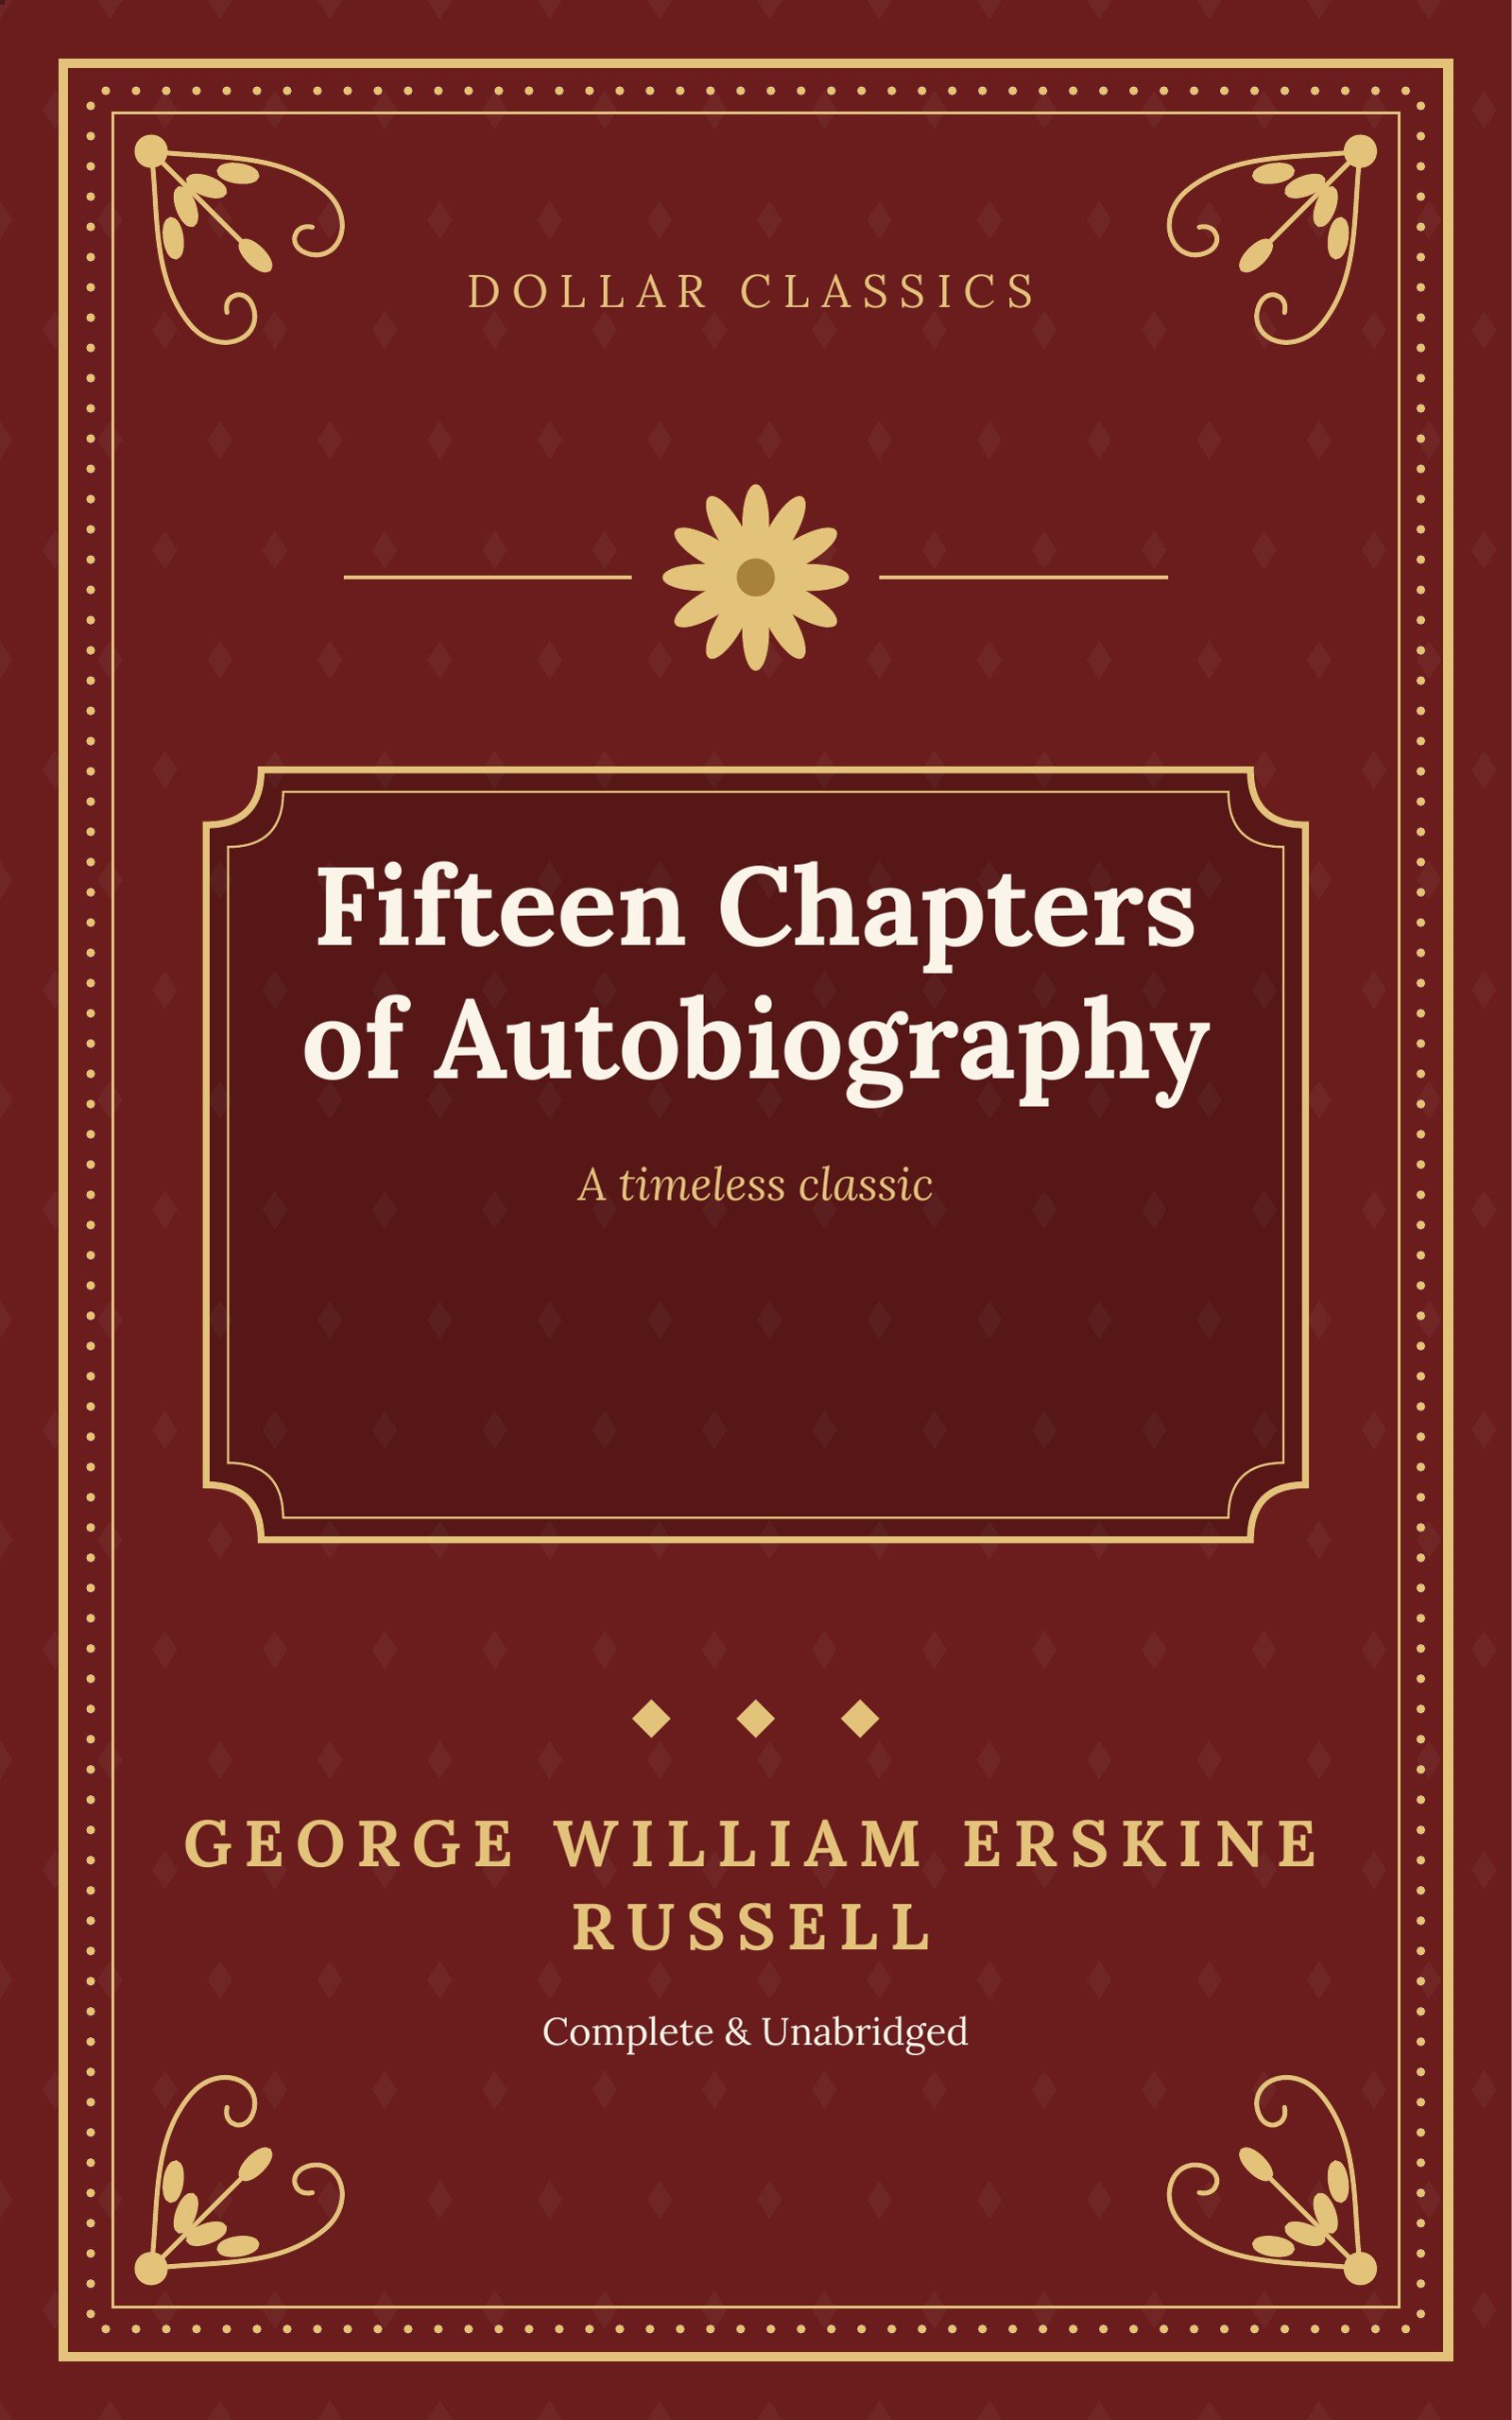 DOLLAR CLASSICS
Fifteen Chapters
of Autobiography
A timeless classic
GEORGE WILLIAM ERSKINE
RUSSELL
Complete & Unabridged